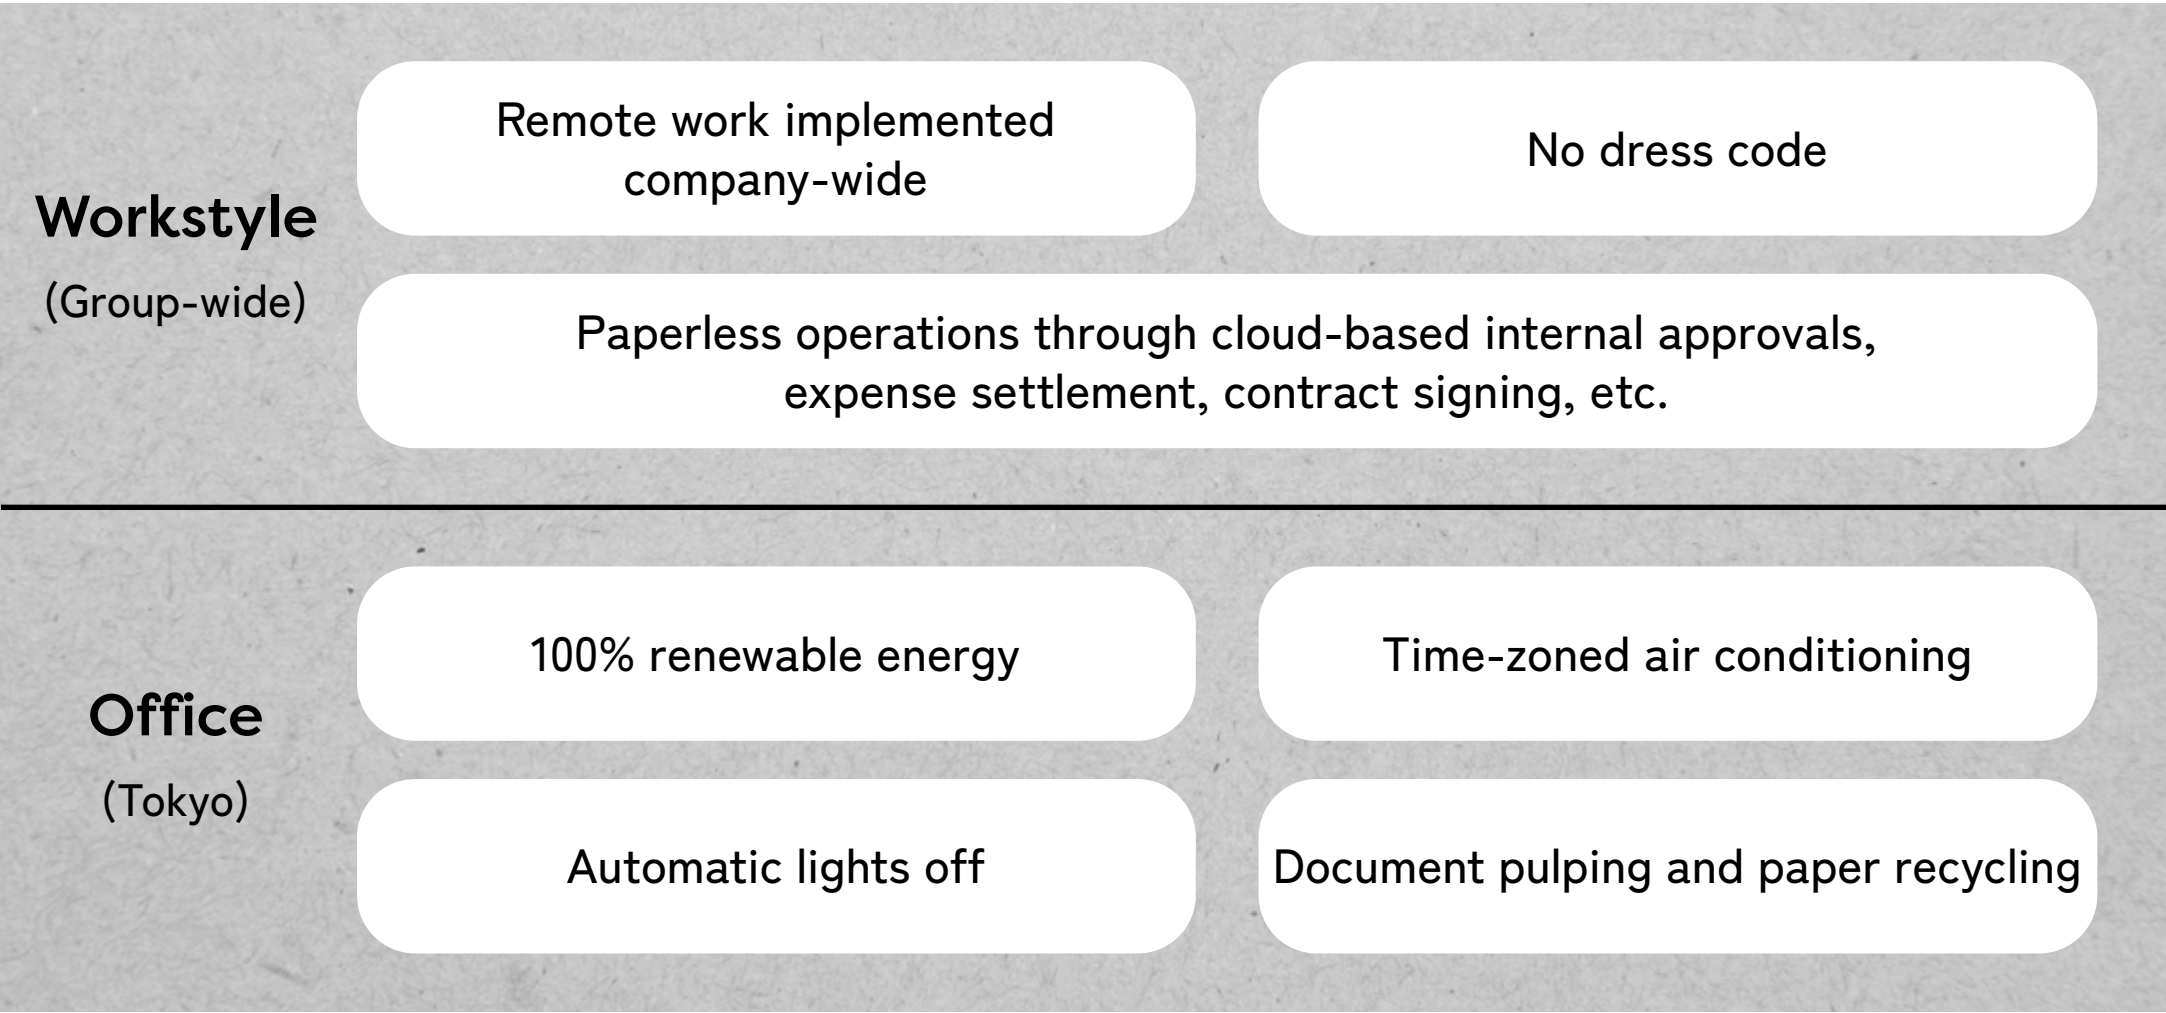 Workstyle
(Group-wide)
Remote work implemented
company-wide
No dress code
Paperless operations through cloud-based internal approvals,
expense settlement, contract signing, etc.
Office
(Tokyo)
100% renewable energy
Time-zoned air conditioning
Automatic lights off
Document pulping and paper recycling